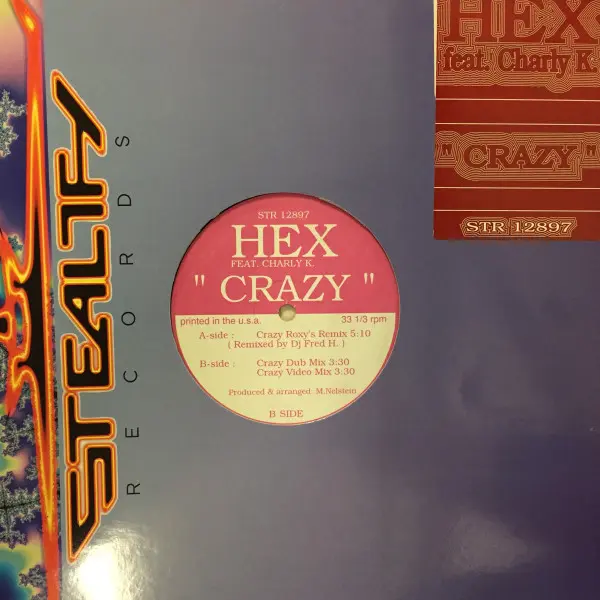 STEALTH
RECORDS
HEX
feat. Charly K.
" CRAZY "
STR 12897
STR 12897
HEX
FEAT. CHARLY K.
" CRAZY "
printed in the u.s.a. 33 1/3 rpm
A-side : Crazy Roxy's Remix 5:10
( Remixed by Dj Fred H. )
B-side : Crazy Dub Mix 3:30
Crazy Video Mix 3:30
Produced & arranged: M.Nelstein
B SIDE